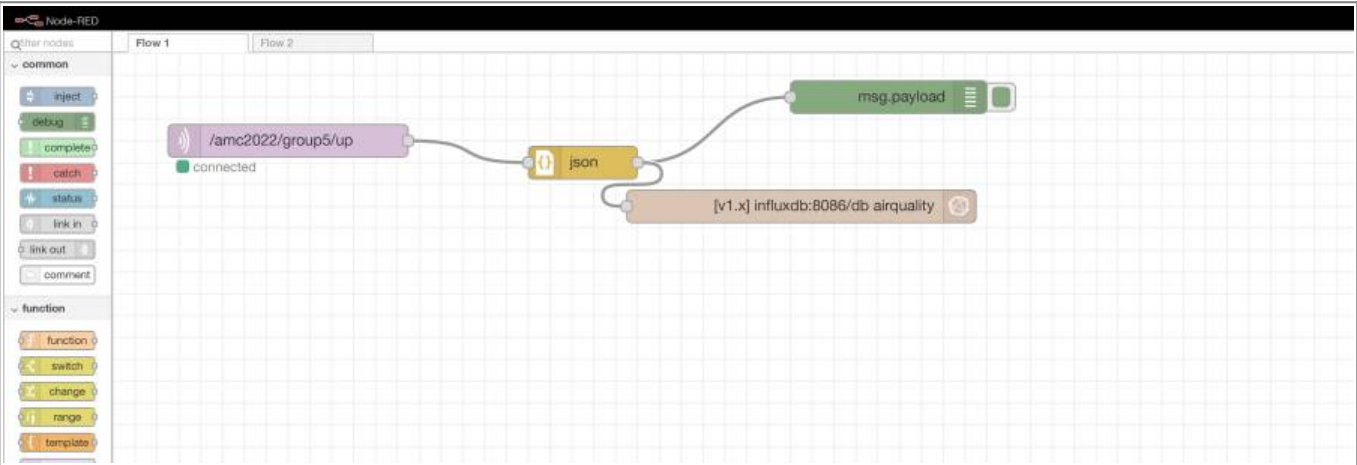 Node-RED
filter nodes
Flow 1
Flow 2
common
inject
debug
complete
catch
status
link in
link out
comment
function
function
switch
change
range
template
/amc2022/group5/up
connected
json
msg.payload
[v1.x] influxdb:8086/db airquality